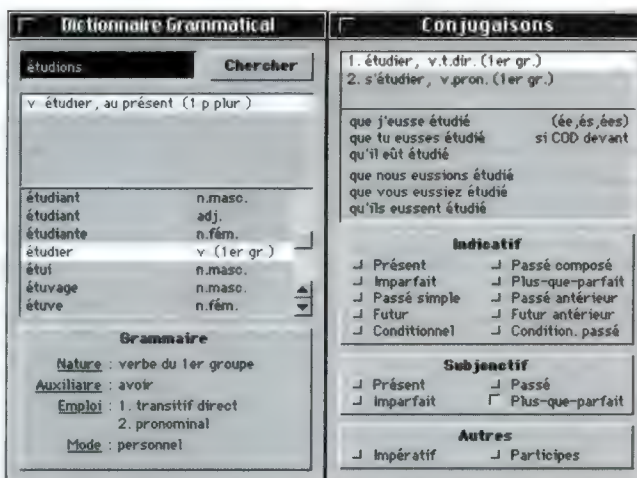 Dictionnaire Grammatical
étudions Chercher
v étudier, au présent (1 p plur )
étudiant n.masc.
étudiant adj.
étudiante n.fém.
étudier v (1er gr )
étui n.masc.
étuvage n.masc.
étuve n.fém.
Grammaire
Nature : verbe du 1er groupe
Auxiliaire : avoir
Emploi : 1. transitif direct
2. pronominal
Mode : personnel
Conjugaisons
1. étudier, v.t.dir. (1er gr.)
2. s'étudier, v.pron. (1er gr.)
que j'eusse étudié (ée,és,ées)
que tu eusses étudié si COD devant
qu'il eût étudié
que nous eussions étudié
que vous eussiez étudié
qu'ils eussent étudié
Indicatif
Présent Passé composé
Imparfait Plus-que-parfait
Passé simple Passé antérieur
Futur Futur antérieur
Conditionnel Condition. passé
Subjonctif
Présent Passé
Imparfait Plus-que-parfait
Autres
Impératif Participes